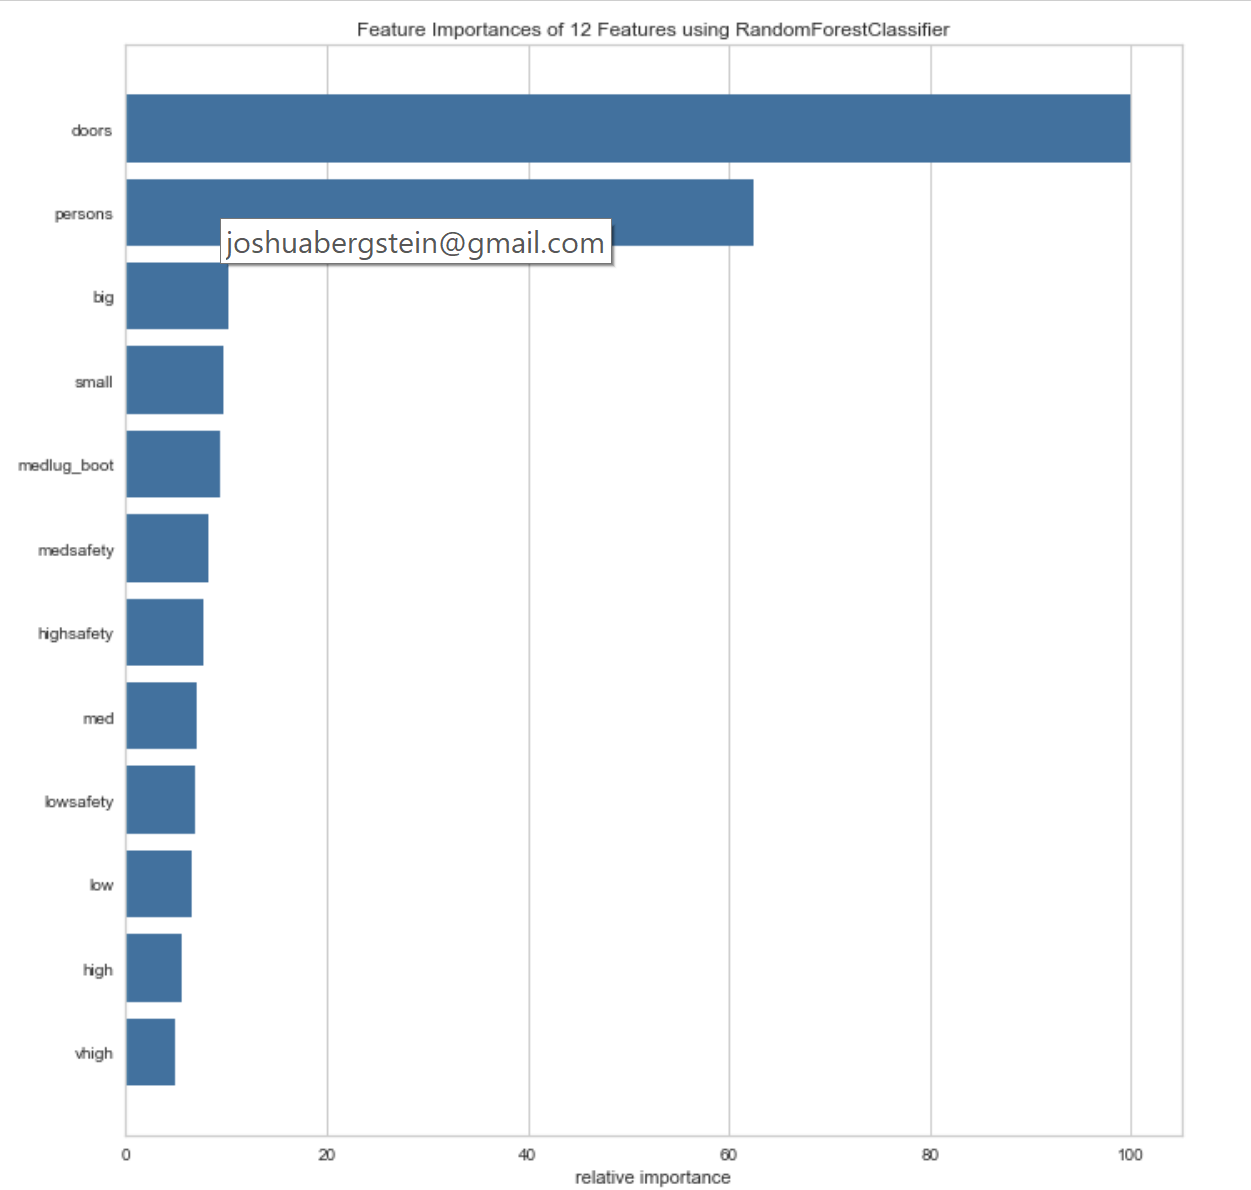 Feature Importances of 12 Features using RandomForestClassifier
doors
persons
joshuabergstein@gmail.com
big
small
medlug_boot
medsafety
highsafety
med
lowsafety
low
high
vhigh
0 20 40 60 80 100
relative importance